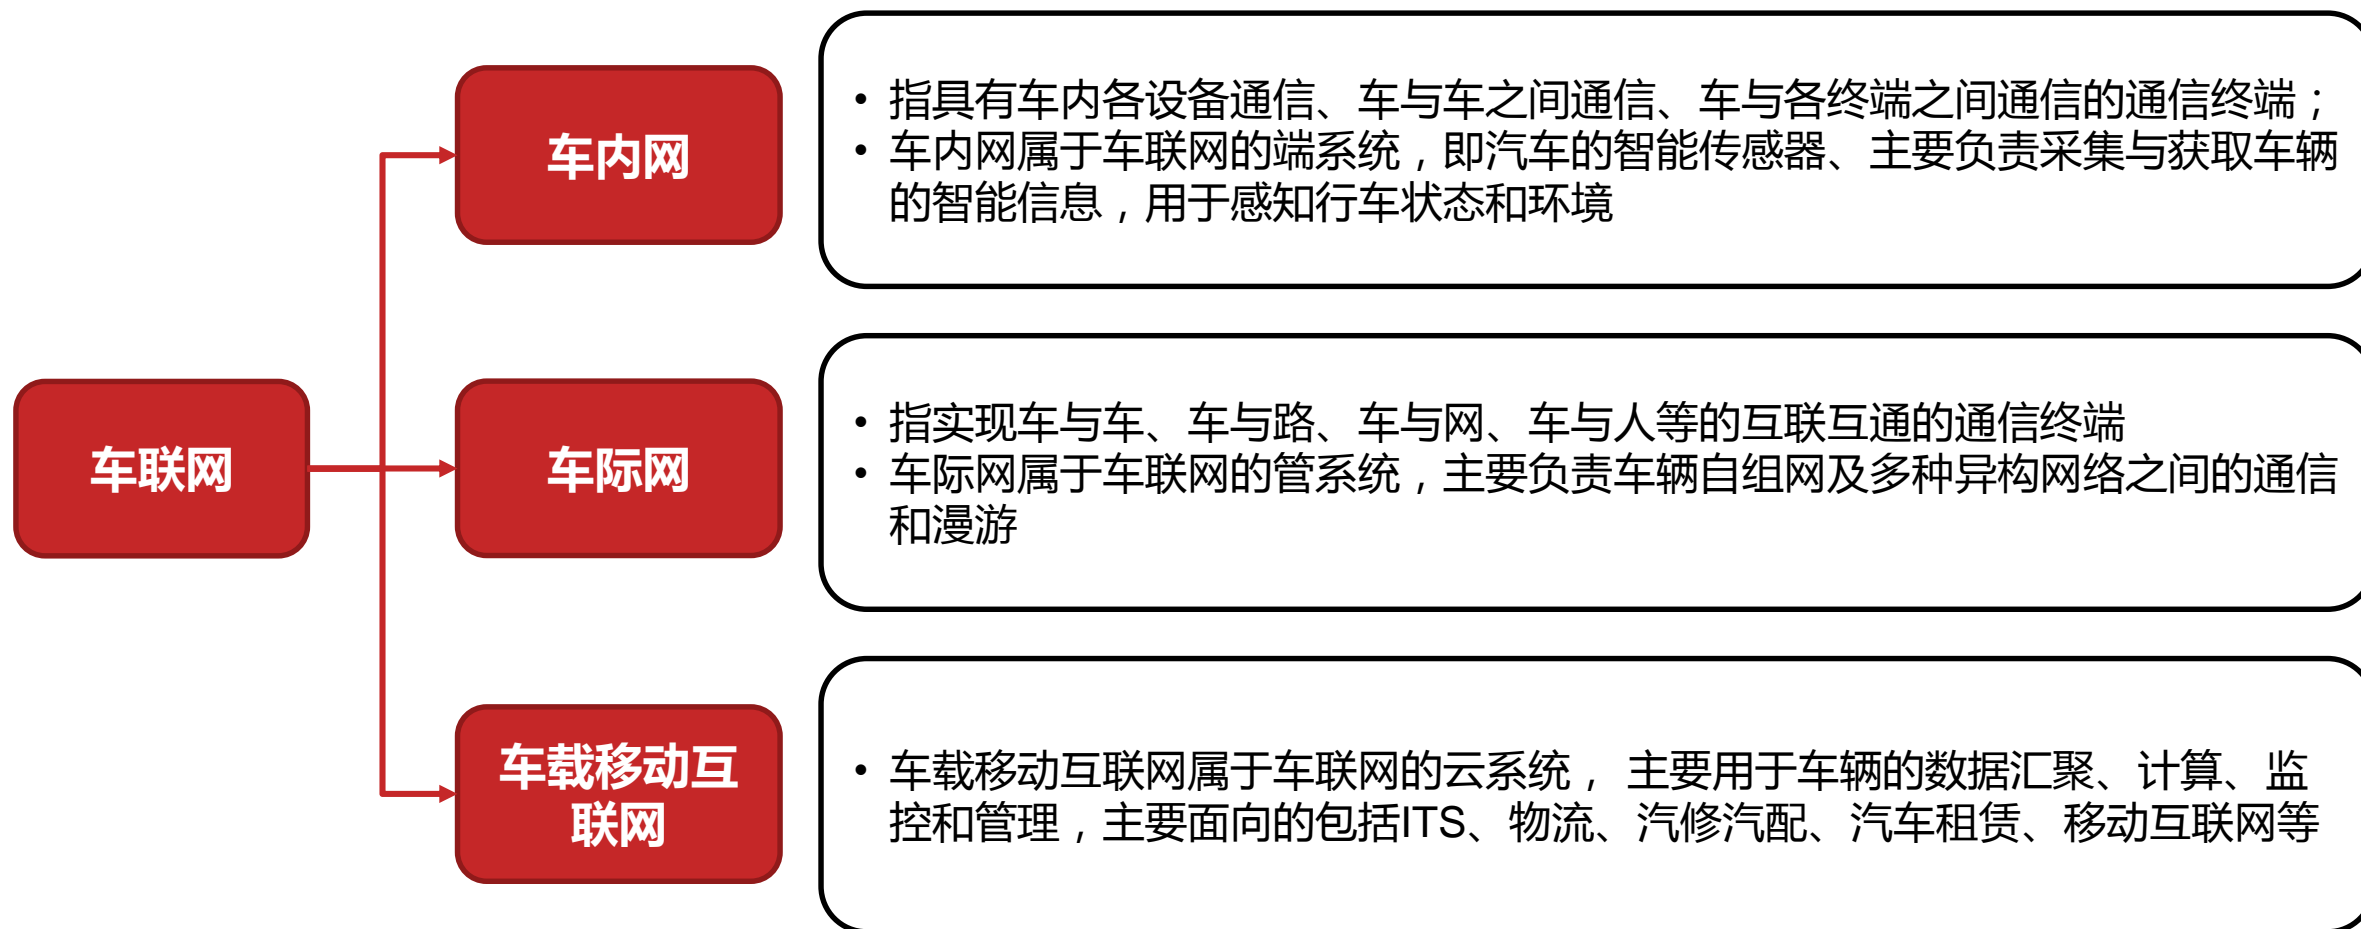 车内网
• 指具有车内各设备通信、车与车之间通信、车与各终端之间通信的通信终端；
• 车内网属于车联网的端系统，即汽车的智能传感器、主要负责采集与获取车辆
的智能信息，用于感知行车状态和环境
车联网
车际网
• 指实现车与车、车与路、车与网、车与人等的互联互通的通信终端
• 车际网属于车联网的管系统，主要负责车辆自组网及多种异构网络之间的通信
和漫游
车载移动互
联网
• 车载移动互联网属于车联网的云系统， 主要用于车辆的数据汇聚、计算、监
控和管理，主要面向的包括ITS、物流、汽修汽配、汽车租赁、移动互联网等